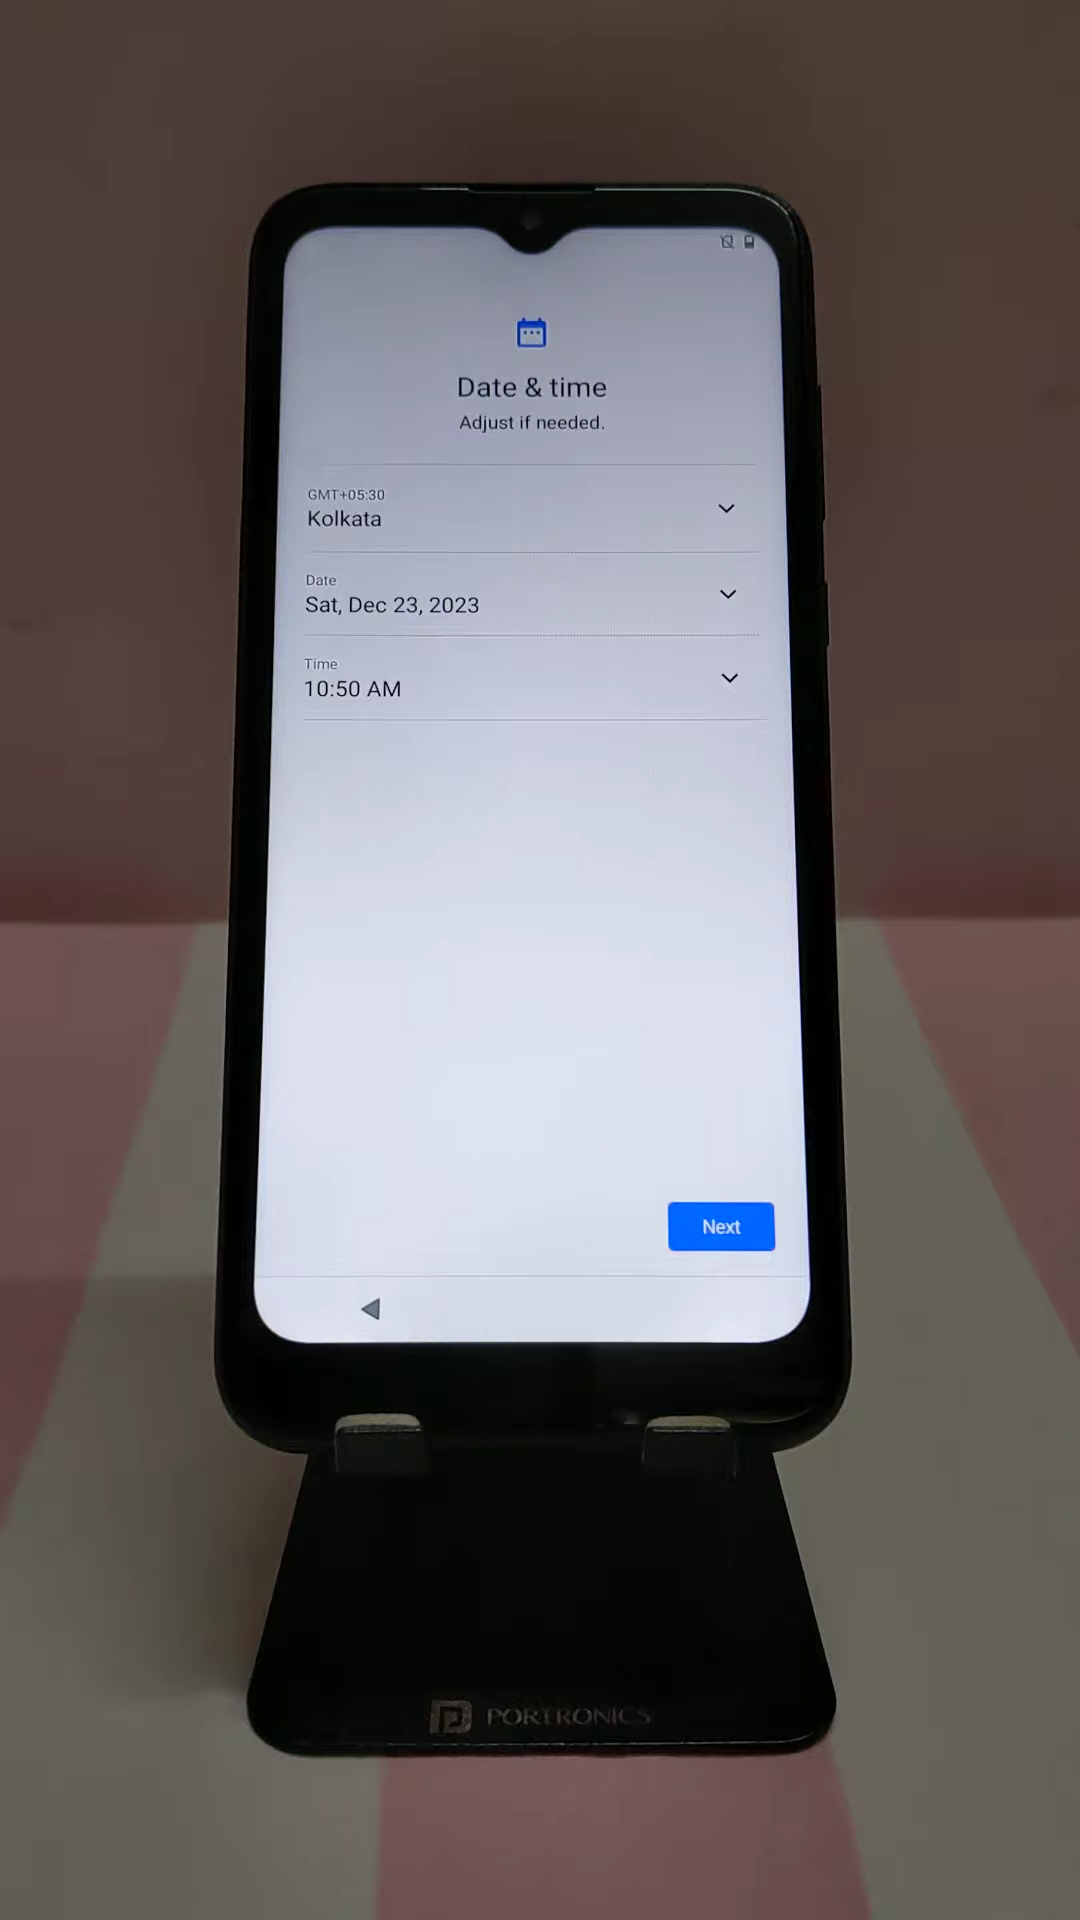 Date & time
Adjust if needed.
GMT+05:30
Kolkata
Date
Sat, Dec 23, 2023
Time
10:50 AM
Next
PORTRONICS